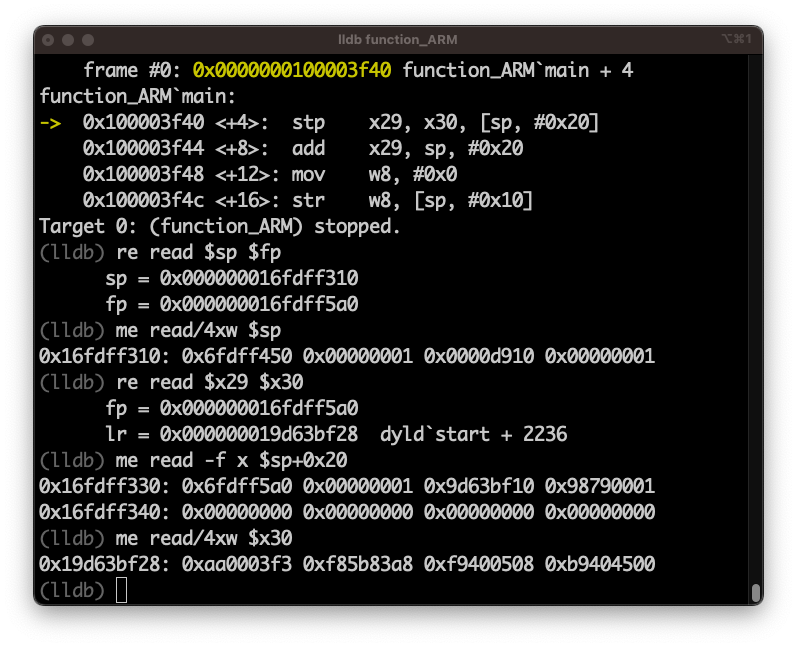 lldb function_ARM
⌥⌘1
    frame #0: 0x0000000100003f40 function_ARM`main + 4
function_ARM`main:
->  0x100003f40 <+4>:  stp    x29, x30, [sp, #0x20]
    0x100003f44 <+8>:  add    x29, sp, #0x20
    0x100003f48 <+12>: mov    w8, #0x0
    0x100003f4c <+16>: str    w8, [sp, #0x10]
Target 0: (function_ARM) stopped.
(lldb) re read $sp $fp
      sp = 0x000000016fdff310
      fp = 0x000000016fdff5a0
(lldb) me read/4xw $sp
0x16fdff310: 0x6fdff450 0x00000001 0x0000d910 0x00000001
(lldb) re read $x29 $x30
      fp = 0x000000016fdff5a0
      lr = 0x000000019d63bf28  dyld`start + 2236
(lldb) me read -f x $sp+0x20
0x16fdff330: 0x6fdff5a0 0x00000001 0x9d63bf10 0x98790001
0x16fdff340: 0x00000000 0x00000000 0x00000000 0x00000000
(lldb) me read/4xw $x30
0x19d63bf28: 0xaa0003f3 0xf85b83a8 0xf9400508 0xb9404500
(lldb)